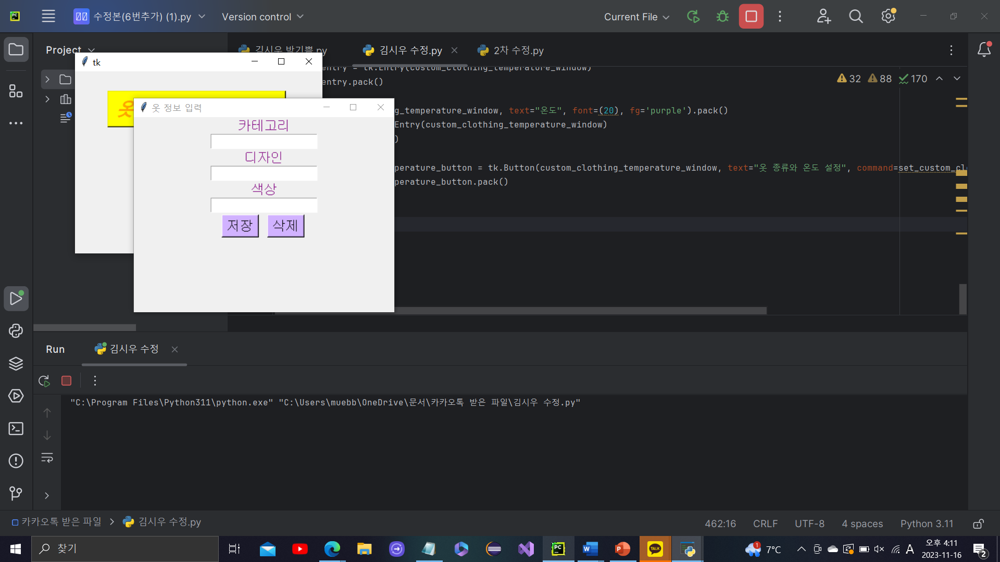 수정본(6번추가) (1).py
Version control
Current File
Project
김시우 박기쁨.py
김시우 수정.py
2차 수정.py
tk
옷
옷 정보 입력
카테고리
디자인
색상
저장 삭제
entry = tk.Entry(custom_clothing_temperature_window)
entry.pack()
32 88 170
g_temperature_window, text="온도", font=(20), fg='purple').pack()
Entry(custom_clothing_temperature_window)
)
perature_button = tk.Button(custom_clothing_temperature_window, text="옷 종류와 온도 설정", command=set_custom_cl
perature_button.pack()
Run
김시우 수정
"C:\Program Files\Python311\python.exe" "C:\Users\muebb\OneDrive\문서\카카오톡 받은 파일\김시우 수정.py"
카카오톡 받은 파일 > 김시우 수정.py
462:16 CRLF UTF-8 4 spaces Python 3.11
찾기
PC
TALK
1
7°C
A
오후 4:11
2023-11-16
2